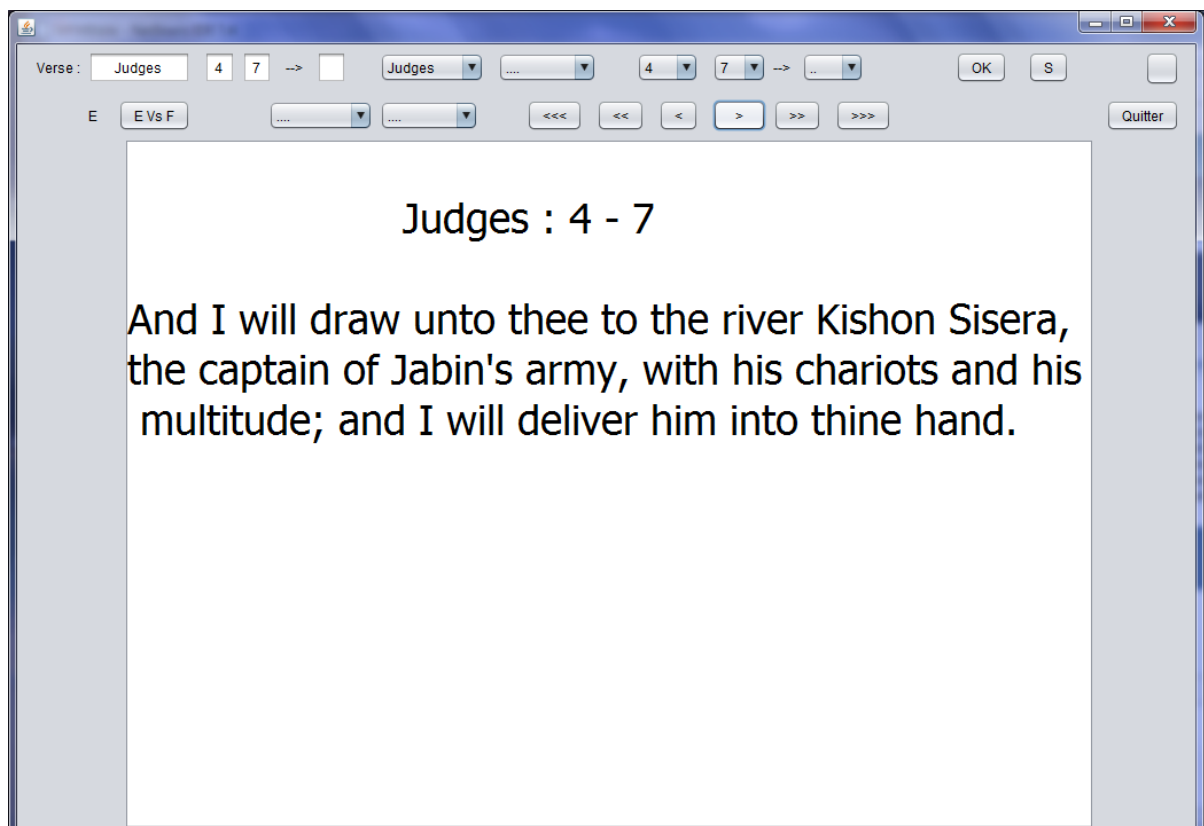 Verse : Judges 4 7 --> Judges .... 4 7 --> .. OK S
E E Vs F .... .... <<< << < > >> >>> Quitter
Judges : 4 - 7
And I will draw unto thee to the river Kishon Sisera,
the captain of Jabin's army, with his chariots and his
multitude; and I will deliver him into thine hand.